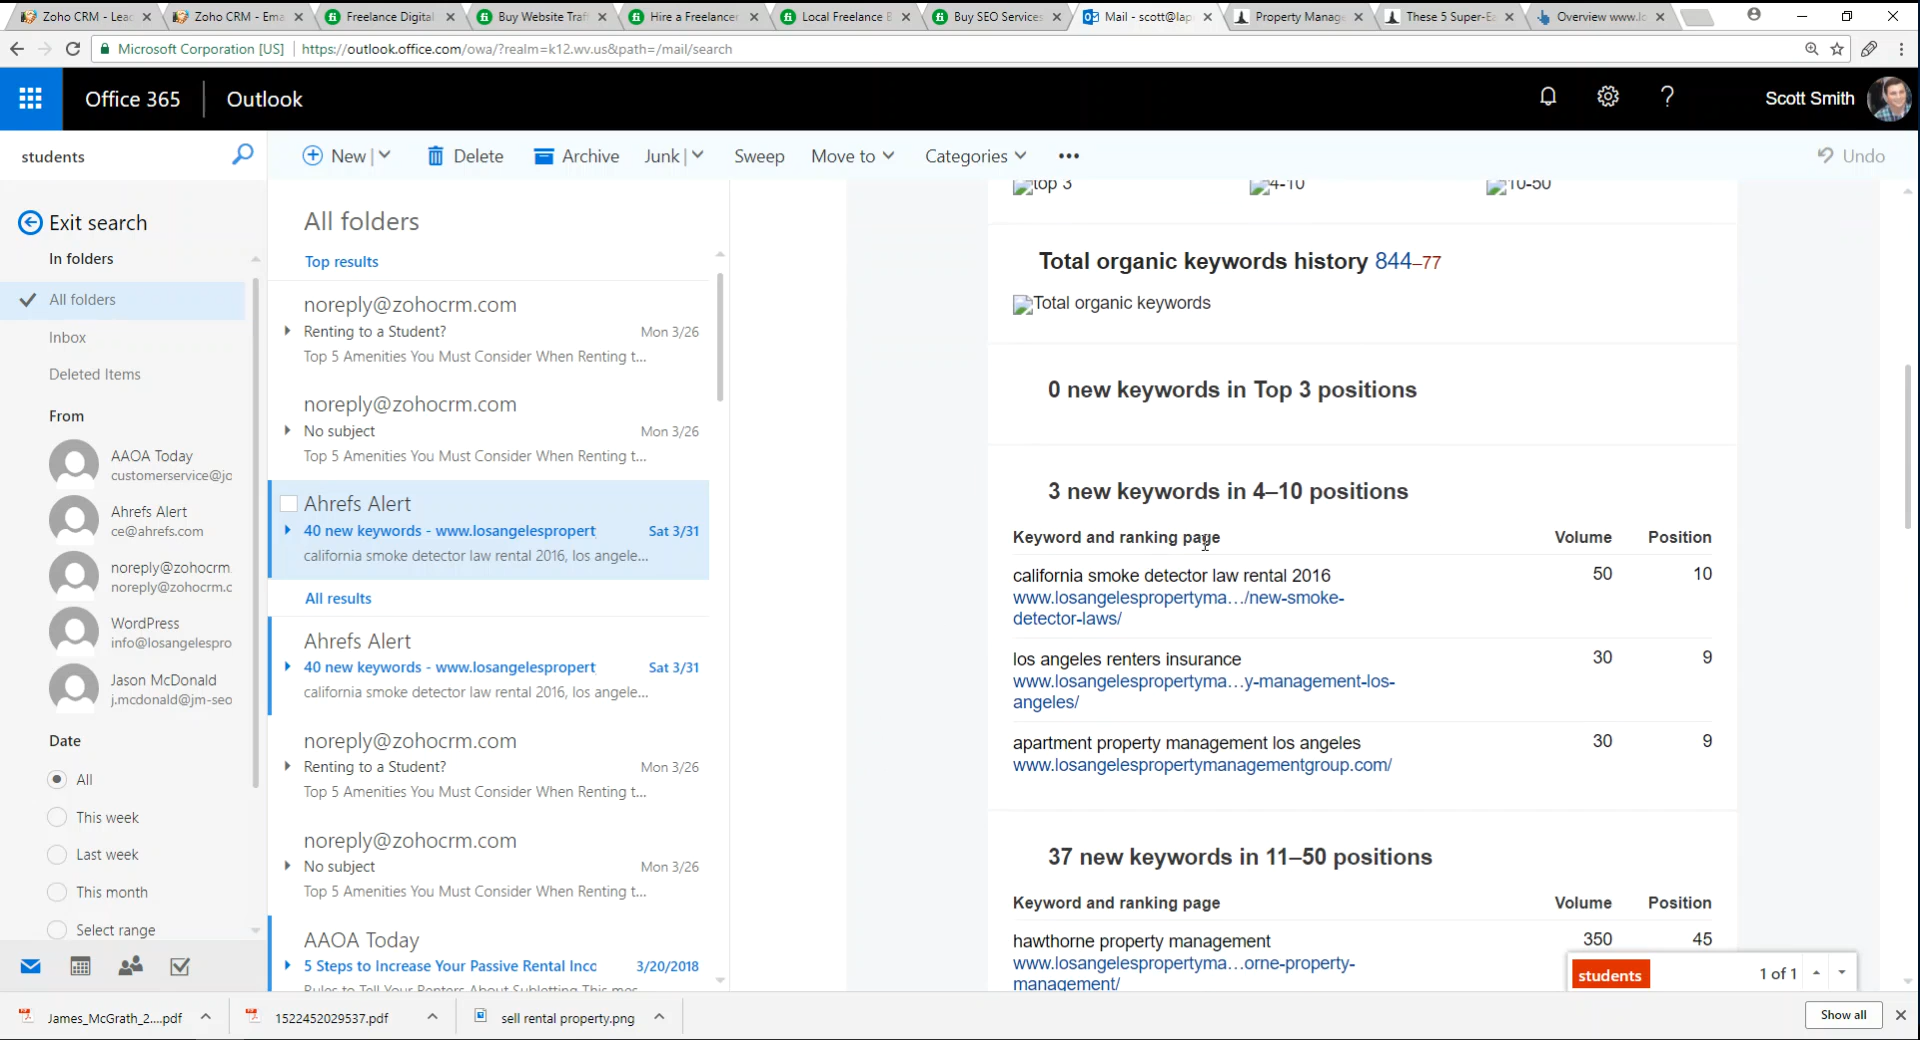 Zoho CRM - Leac
Zoho CRM - Ema
Freelance Digital
Buy Website Traf
Hire a Freelancer
Local Freelance E
Buy SEO Services
Mail - scott@lap
Property Manage
These 5 Super-Ea
Overview www.lo
Microsoft Corporation [US] https://outlook.office.com/owa/?realm=k12.wv.us&path=/mail/search
Office 365 Outlook
Scott Smith
students
New Delete Archive Junk Sweep Move to Categories ••• Undo
Exit search
In folders
All folders
Inbox
Deleted Items
From
AAOA Today
customerservice@jc
Ahrefs Alert
ce@ahrefs.com
noreply@zohocrm.
noreply@zohocrm.c
WordPress
info@losangelespro
Jason McDonald
j.mcdonald@jm-seo
Date
All
This week
Last week
This month
Select range
All folders
Top results
noreply@zohocrm.com
Renting to a Student? Mon 3/26
Top 5 Amenities You Must Consider When Renting t...
noreply@zohocrm.com
No subject Mon 3/26
Top 5 Amenities You Must Consider When Renting t...
Ahrefs Alert
40 new keywords - www.losangelespropert Sat 3/31
california smoke detector law rental 2016, los angele...
All results
Ahrefs Alert
40 new keywords - www.losangelespropert Sat 3/31
california smoke detector law rental 2016, los angele...
noreply@zohocrm.com
Renting to a Student? Mon 3/26
Top 5 Amenities You Must Consider When Renting t...
noreply@zohocrm.com
No subject Mon 3/26
Top 5 Amenities You Must Consider When Renting t...
AAOA Today
5 Steps to Increase Your Passive Rental Incc 3/20/2018
Rules to Tell Your Renters About Subletting This mes...
top 3 4-10 10-50
Total organic keywords history 844–77
Total organic keywords
0 new keywords in Top 3 positions
3 new keywords in 4–10 positions
Keyword and ranking page Volume Position
california smoke detector law rental 2016 50 10
www.losangelespropertyma…/new-smoke-
detector-laws/
los angeles renters insurance 30 9
www.losangelespropertyma…y-management-los-
angeles/
apartment property management los angeles 30 9
www.losangelespropertymanagementgroup.com/
37 new keywords in 11–50 positions
Keyword and ranking page Volume Position
hawthorne property management 350 45
www.losangelespropertyma…orne-property-
management/
students 1 of 1
James_McGrath_2....pdf
1522452029537.pdf
sell rental property.png
Show all